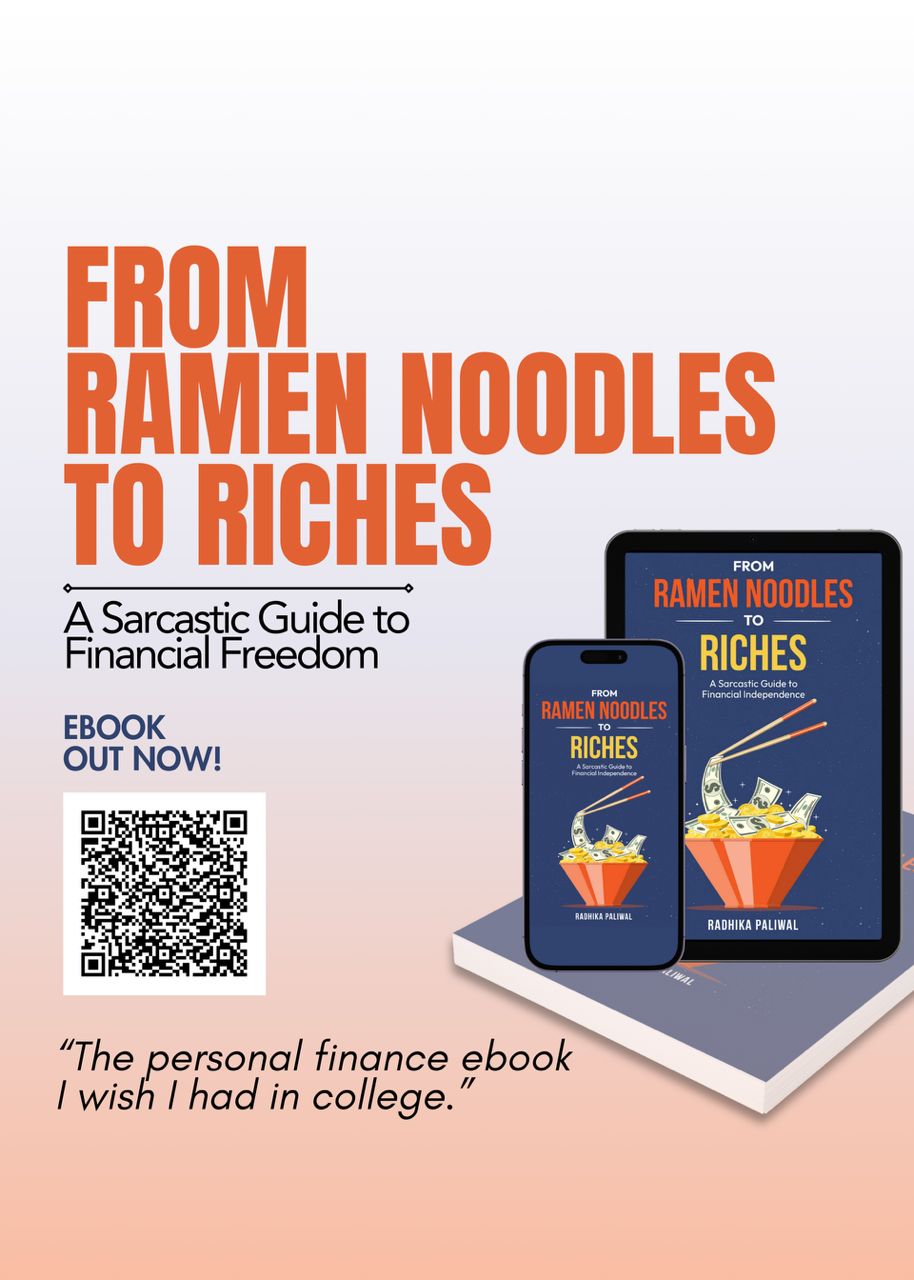 FROM
RAMEN NOODLES
TO RICHES
A Sarcastic Guide to
Financial Freedom
EBOOK
OUT NOW!
“The personal finance ebook
I wish I had in college.”
FROM
RAMEN NOODLES
TO
RICHES
A Sarcastic Guide to
Financial Independence
RADHIKA PALIWAL
FROM
RAMEN NOODLES
TO
RICHES
A Sarcastic Guide to
Financial Independence
RADHIKA PALIWAL